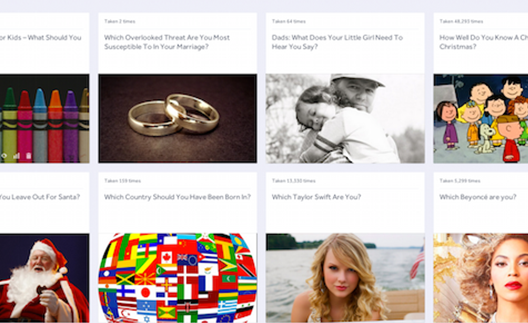 Taken 2 times
Taken 64 times
Taken 48,293 times
or Kids – What Should You
Which Overlooked Threat Are You Most
Susceptible To In Your Marriage?
Dads: What Does Your Little Girl Need To
Hear You Say?
How Well Do You Know A Ch
Christmas?
Taken 159 times
Taken 13,330 times
Taken 5,299 times
You Leave Out For Santa?
Which Country Should You Have Been Born In?
Which Taylor Swift Are You?
Which Beyoncé are you?